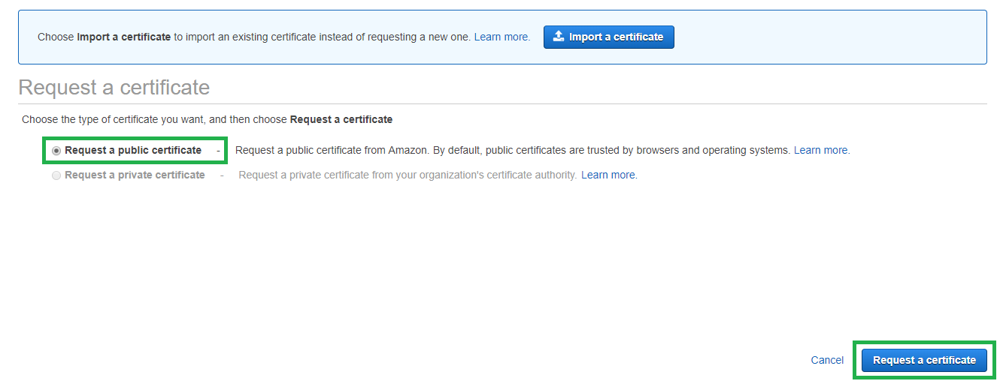 Choose Import a certificate to import an existing certificate instead of requesting a new one. Learn more. Import a certificate
Request a certificate
Choose the type of certificate you want, and then choose Request a certificate
Request a public certificate - Request a public certificate from Amazon. By default, public certificates are trusted by browsers and operating systems. Learn more.
Request a private certificate - Request a private certificate from your organization's certificate authority. Learn more.
Cancel Request a certificate